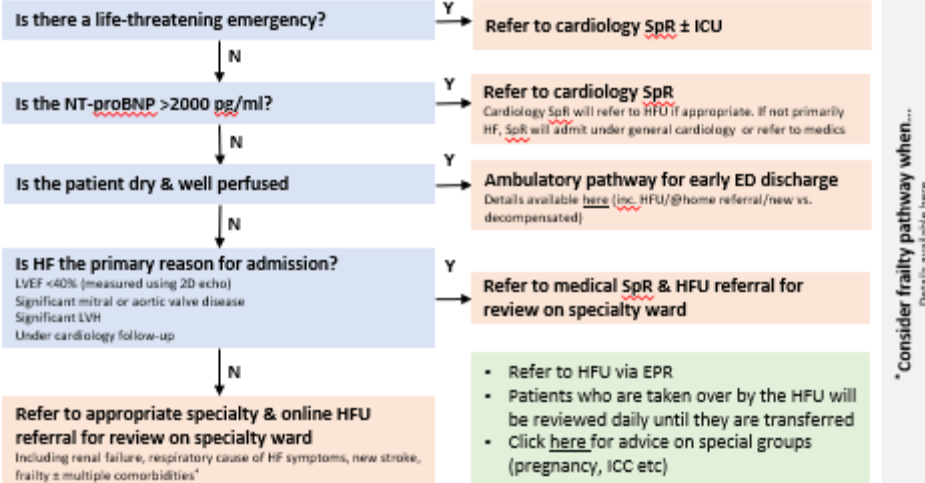 Is there a life-threatening emergency?
Y
Refer to cardiology SpR ± ICU
N
Is the NT-proBNP >2000 pg/ml?
Y
Refer to cardiology SpR
Cardiology SpR will refer to HFU if appropriate. If not primarily
HF, SpR will admit under general cardiology or refer to medics
N
Is the patient dry & well perfused
Y
Ambulatory pathway for early ED discharge
Details available here (inc. HFU/@home referral/new vs.
decompensated)
N
Is HF the primary reason for admission?
LVEF <40% (measured using 2D echo)
Significant mitral or aortic valve disease
Significant LVH
Under cardiology follow-up
Y
Refer to medical SpR & HFU referral for
review on specialty ward
N
Refer to appropriate specialty & online HFU
referral for review on specialty ward
Including renal failure, respiratory cause of HF symptoms, new stroke,
frailty ± multiple comorbidities*
• Refer to HFU via EPR
• Patients who are taken over by the HFU will
be reviewed daily until they are transferred
• Click here for advice on special groups
(pregnancy, ICC etc)
*Consider frailty pathway when...
Details available here